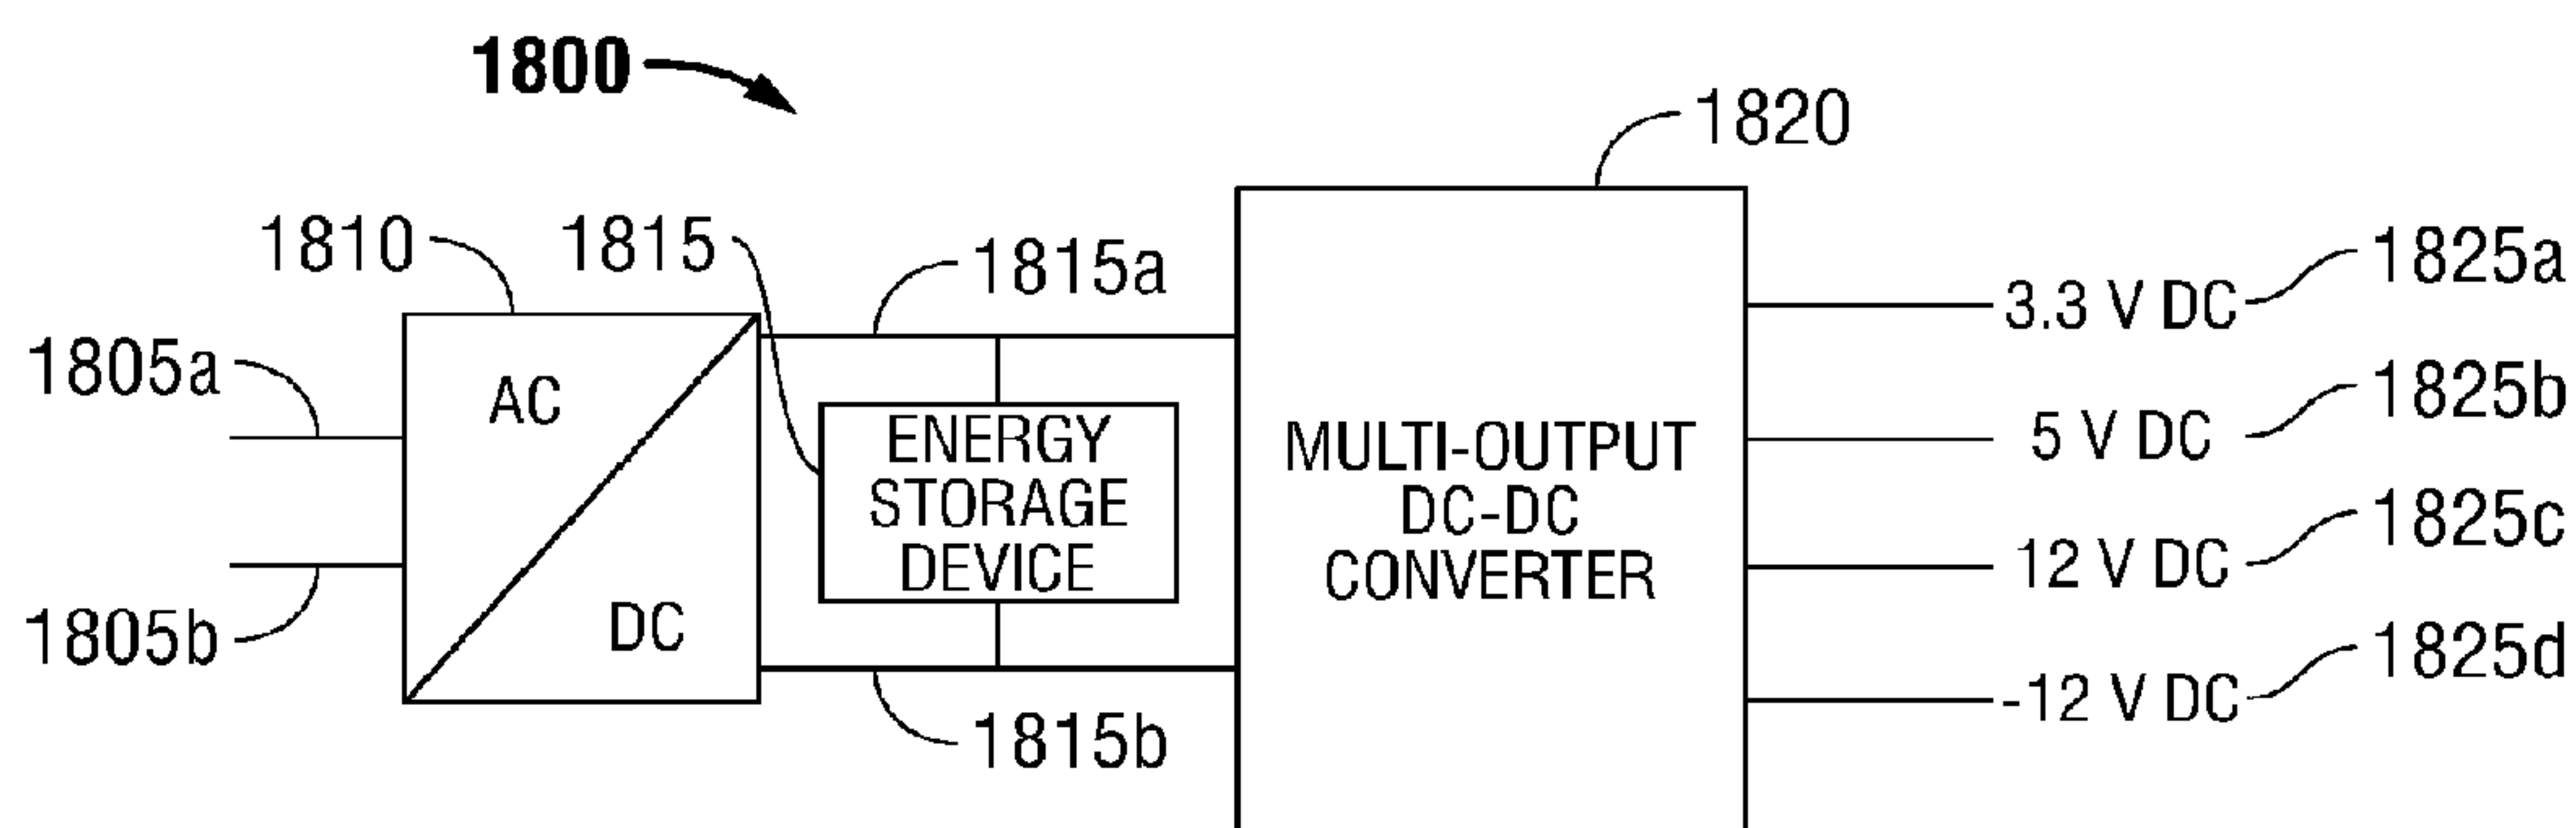 1800
1820
1810
1815
1815a
1825a
3.3 V DC
1805a
AC
1825b
5 V DC
ENERGY
STORAGE
DEVICE
MULTI-OUTPUT
DC-DC
CONVERTER
1825c
12 V DC
1805b
DC
1825d
-12 V DC
1815b